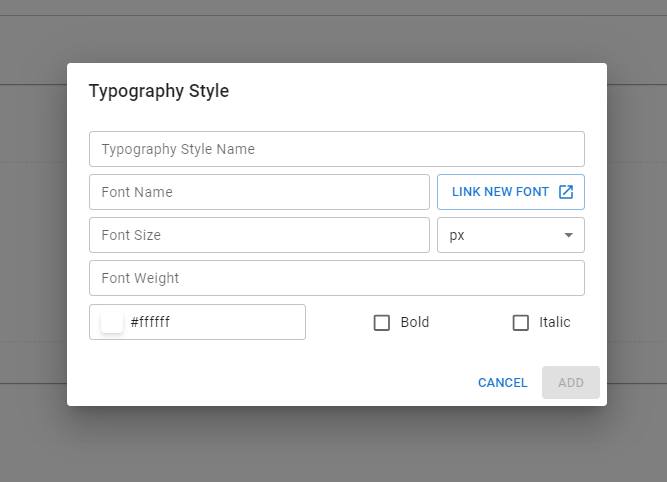 Typography Style
Typography Style Name
Font Name
LINK NEW FONT
Font Size
px
Font Weight
#ffffff
Bold
Italic
CANCEL
ADD